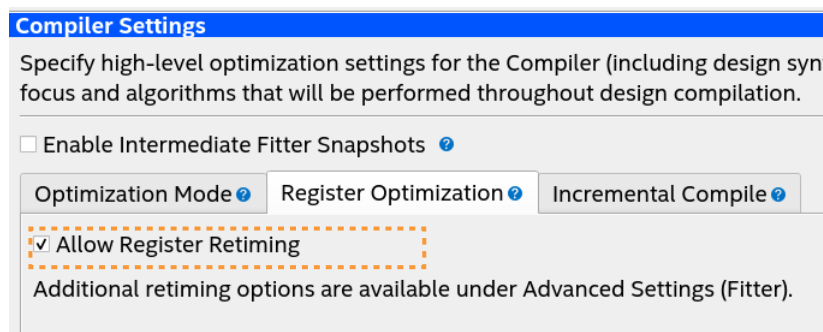 Compiler Settings
Specify high-level optimization settings for the Compiler (including design syn
focus and algorithms that will be performed throughout design compilation.
Enable Intermediate Fitter Snapshots ?
Optimization Mode ? Register Optimization ? Incremental Compile ?
Allow Register Retiming
Additional retiming options are available under Advanced Settings (Fitter).